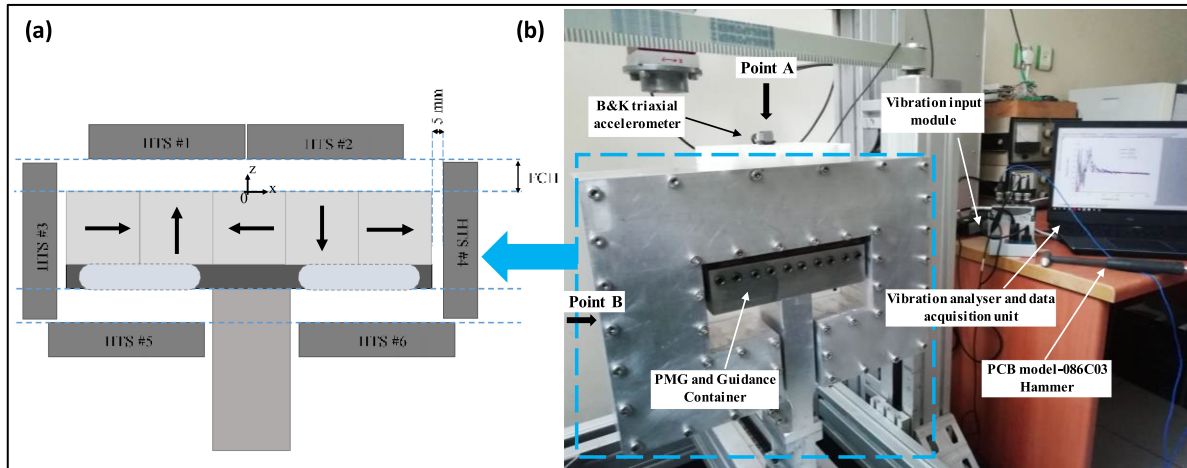 (a)
HTS #1
HTS #2
5 mm
FCH
z
0
x
HTS #3
HTS #4
HTS #5
HTS #6
(b)
Point A
B&K triaxial
accelerometer
Vibration input
module
Point B
Vibration analyser and data
acquisition unit
PMG and Guidance
Container
PCB model-086C03
Hammer